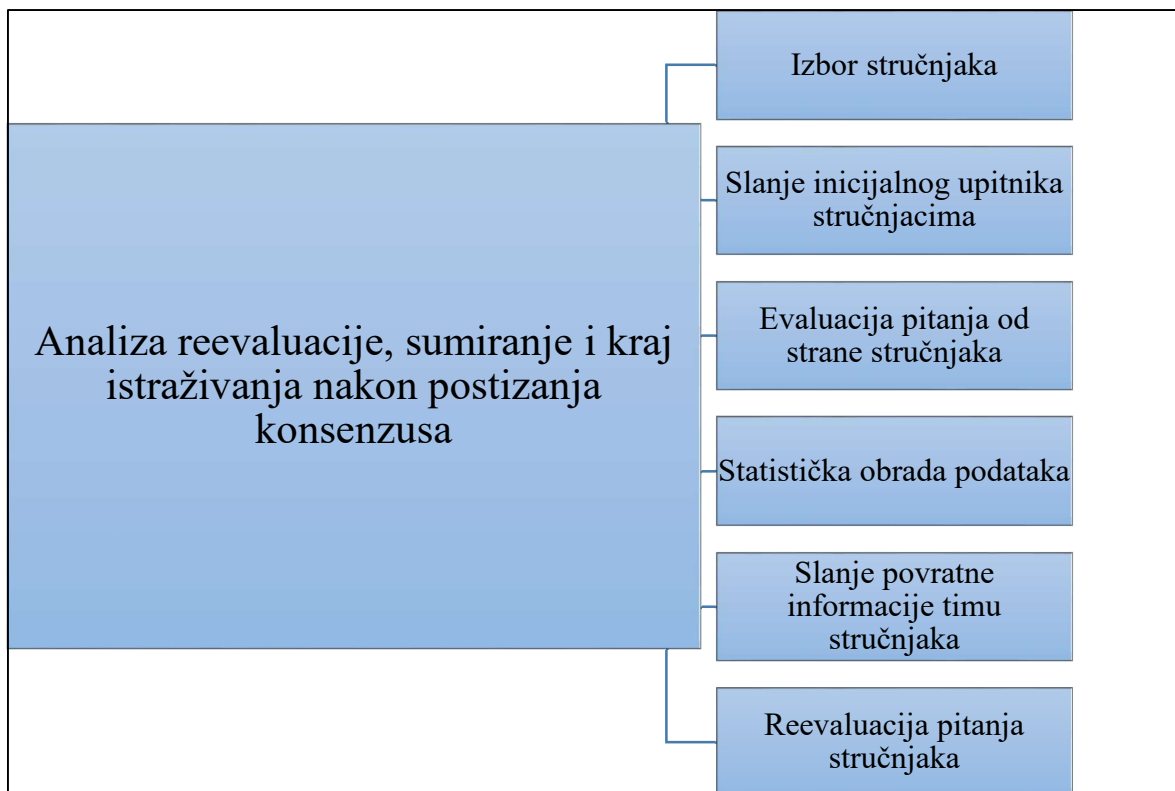 Izbor stručnjaka
Slanje inicijalnog upitnika
stručnjacima
Evaluacija pitanja od
strane stručnjaka
Analiza reevaluacije, sumiranje i kraj
istraživanja nakon postizanja
konsenzusa
Statistička obrada podataka
Slanje povratne
informacije timu
stručnjaka
Reevaluacija pitanja
stručnjaka